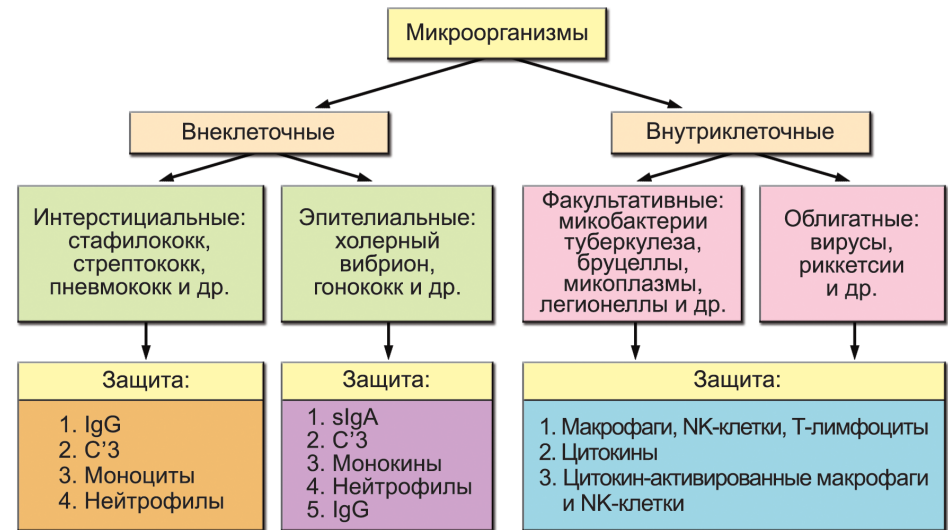 Микроорганизмы
Внеклеточные
Внутриклеточные
Интерстициальные:
стафилококк,
стрептококк,
пневмококк и др.
Эпителиальные:
холерный
вибрион,
гонококк и др.
Факультативные:
микобактерии
туберкулеза,
бруцеллы,
микоплазмы,
легионеллы и др.
Облигатные:
вирусы,
риккетсии
и др.
Защита:
1. IgG
2. C’3
3. Моноциты
4. Нейтрофилы
Защита:
1. sIgA
2. C’3
3. Монокины
4. Нейтрофилы
5. IgG
Защита:
1. Макрофаги, NK-клетки, Т-лимфоциты
2. Цитокины
3. Цитокин-активированные макрофаги
и NK-клетки